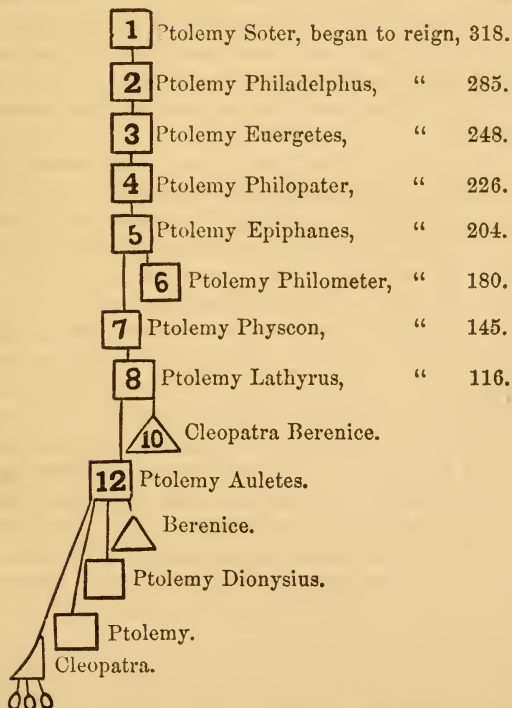 1 Ptolemy Soter, began to reign, 318.
2 Ptolemy Philadelphus, “ 285.
3 Ptolemy Euergetes, “ 248.
4 Ptolemy Philopater, “ 226.
5 Ptolemy Epiphanes, “ 204.
6 Ptolemy Philometer, “ 180.
7 Ptolemy Physcon, “ 145.
8 Ptolemy Lathyrus, “ 116.
10 Cleopatra Berenice.
12 Ptolemy Auletes.
Berenice.
Ptolemy Dionysius.
Ptolemy.
Cleopatra.